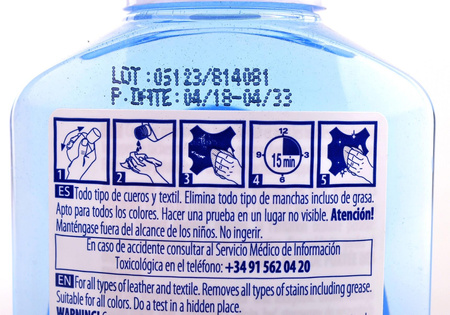 LOT : 05123/814081
P.DATE: 04/18-04/33
1 2 3 4 5
12
3
6
9
15 min
ES Todo tipo de cueros y textil. Elimina todo tipo de manchas incluso de grasa.
Apto para todos los colores. Hacer una prueba en un lugar no visible. Atención!
Manténgase fuera del alcance de los niños. No ingerir.
En caso de accidente consultar al Servicio Médico de Información
Toxicológica en el teléfono: +34 91 562 04 20
EN For all types of leather and textile. Removes all types of stains including grease.
Suitable for all colors. Do a test in a hidden place.
WARNING!